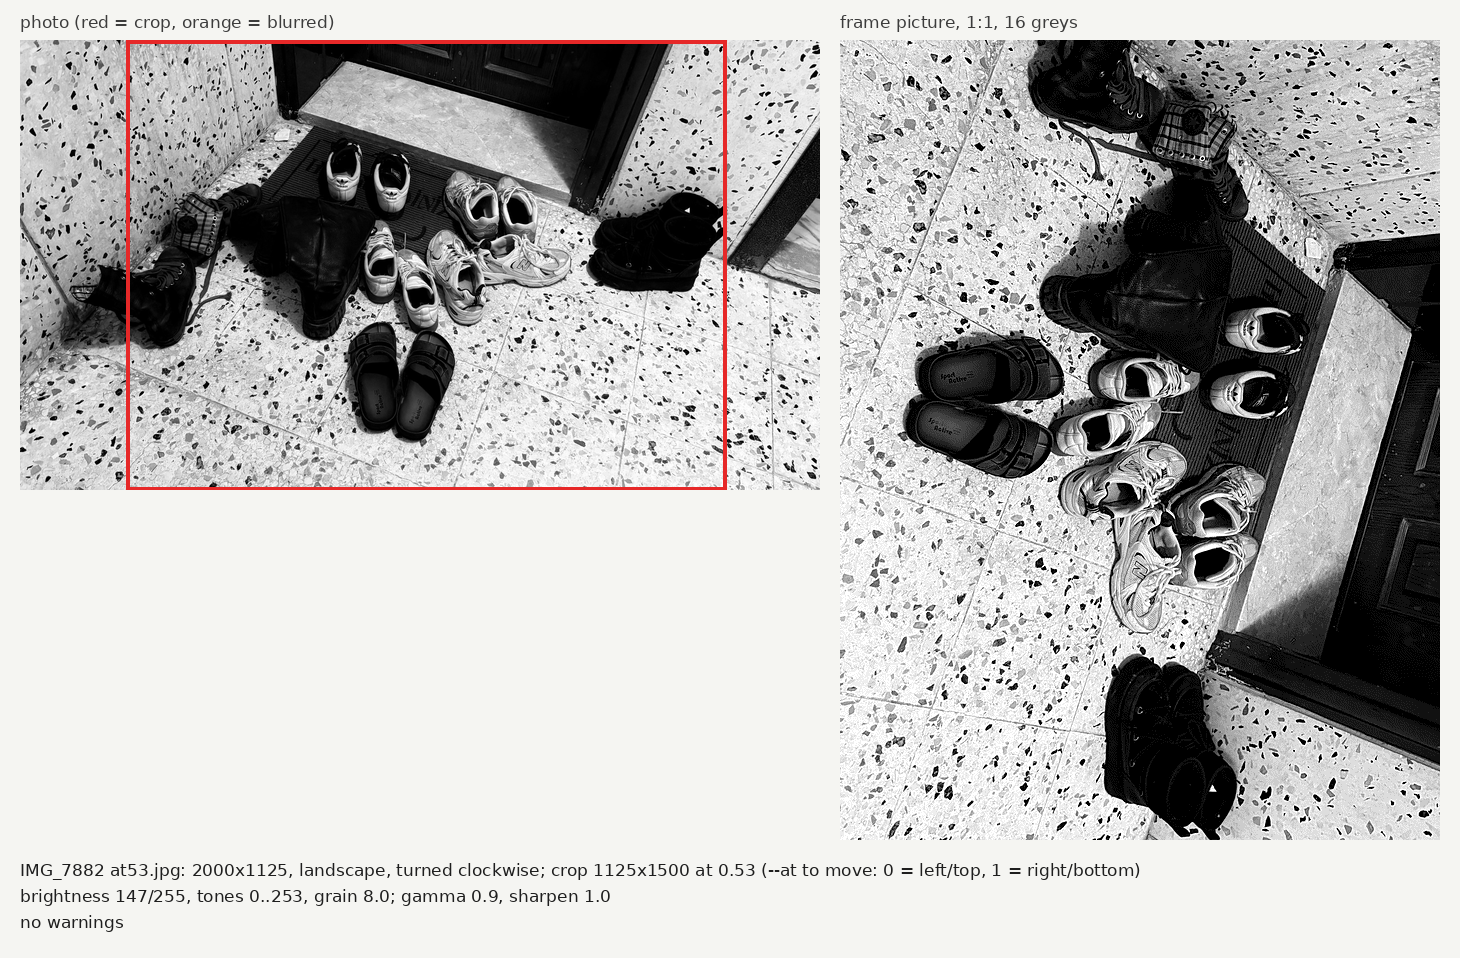 photo (red = crop, orange = blurred)
frame picture, 1:1, 16 greys
Sport
Active
N
IMG_7882 at53.jpg: 2000x1125, landscape, turned clockwise; crop 1125x1500 at 0.53 (--at to move: 0 = left/top, 1 = right/bottom)
brightness 147/255, tones 0..253, grain 8.0; gamma 0.9, sharpen 1.0
no warnings